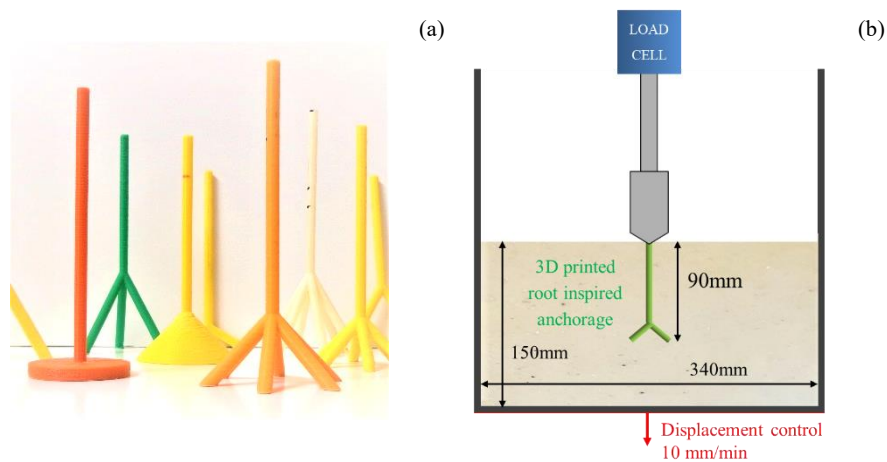 (a)
(b)
LOAD
CELL
3D printed
root inspired
anchorage
90mm
150mm
340mm
Displacement control
10 mm/min